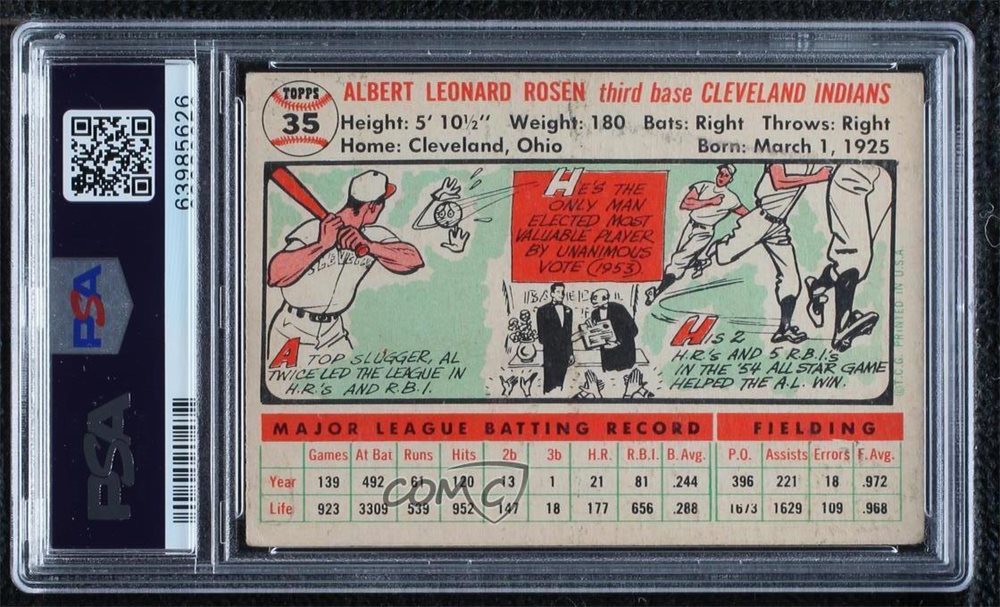 PSA
63985626
PSA
TOPPS
35
ALBERT LEONARD ROSEN third base CLEVELAND INDIANS
Height: 5' 10½" Weight: 180 Bats: Right Throws: Right
Home: Cleveland, Ohio Born: March 1, 1925
SLUGGER
A TOP SLUGGER, AL
TWICE LED THE LEAGUE IN
H.R.'s AND R.B.I.
HE'S THE
ONLY MAN
ELECTED MOST
VALUABLE PLAYER
BY UNANIMOUS
VOTE (1953).
HIS 2
H.R.'s AND 5 R.B.I.'s
IN THE '54 ALL STAR GAME
HELPED THE A.L. WIN.
© T.C.G. PRINTED IN U.S.A.
MAJOR LEAGUE BATTING RECORD FIELDING
Games At Bat Runs Hits 2b 3b H.R. R.B.I. B. Avg. P.O. Assists Errors F. Avg.
Year 139 492 61 120 13 1 21 81 .244 396 221 18 .972
Life 923 3309 539 952 147 18 177 656 .288 1673 1629 109 .968
COMC